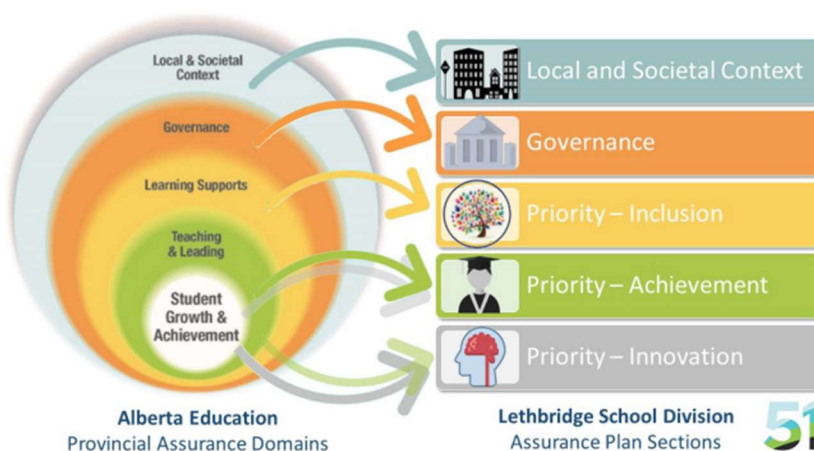 Local & Societal
Context
Governance
Learning Supports
Teaching
& Leading
Student
Growth &
Achievement
Alberta Education
Provincial Assurance Domains
Local and Societal Context
Governance
Priority – Inclusion
Priority – Achievement
Priority – Innovation
Lethbridge School Division
Assurance Plan Sections
51